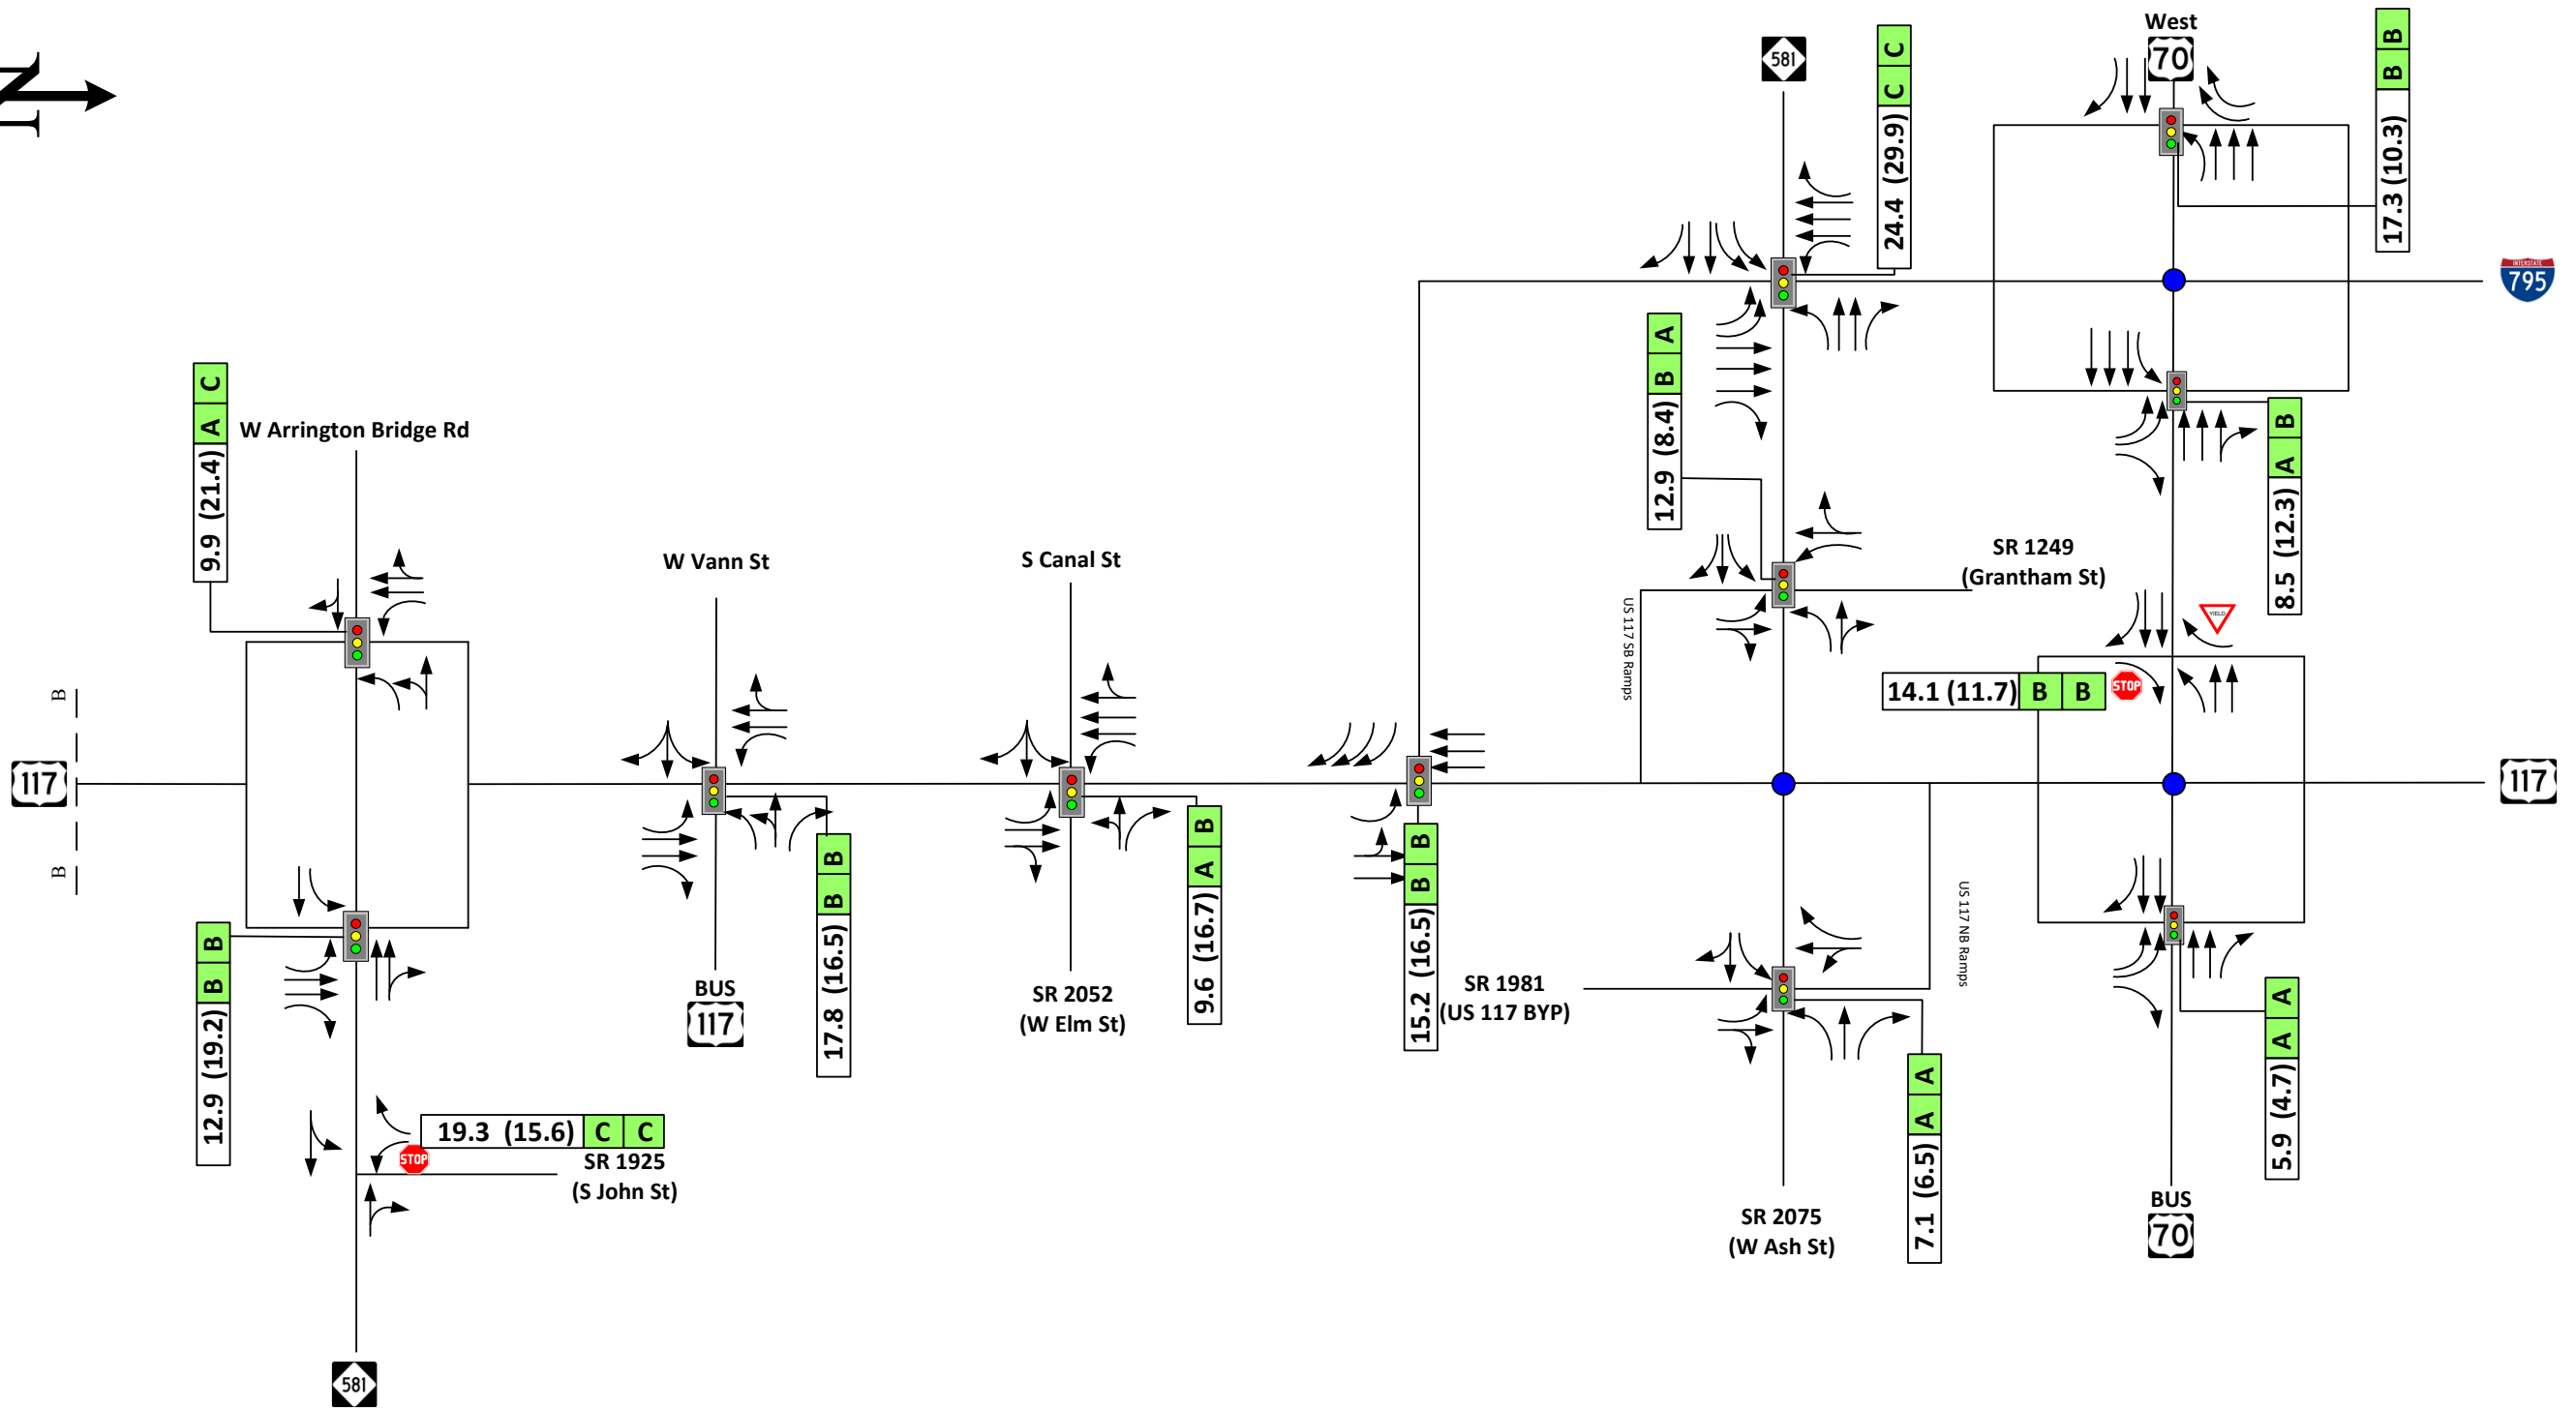 N
West
70
581
24.4 (29.9) C C
17.3 (10.3) B B
INTERSTATE
795
9.9 (21.4) A C
W Arrington Bridge Rd
12.9 (8.4) B A
8.5 (12.3) A B
W Vann St
S Canal St
SR 1249
(Grantham St)
US 117 SB Ramps
YIELD
14.1 (11.7) B B
STOP
B
117
B
117
12.9 (19.2) B B
17.8 (16.5) B B
9.6 (16.7) A B
15.2 (16.5) B B
US 117 NB Ramps
BUS
117
SR 2052
(W Elm St)
SR 1981
(US 117 BYP)
7.1 (6.5) A A
5.9 (4.7) A A
19.3 (15.6) C C
STOP
SR 1925
(S John St)
SR 2075
(W Ash St)
BUS
70
581